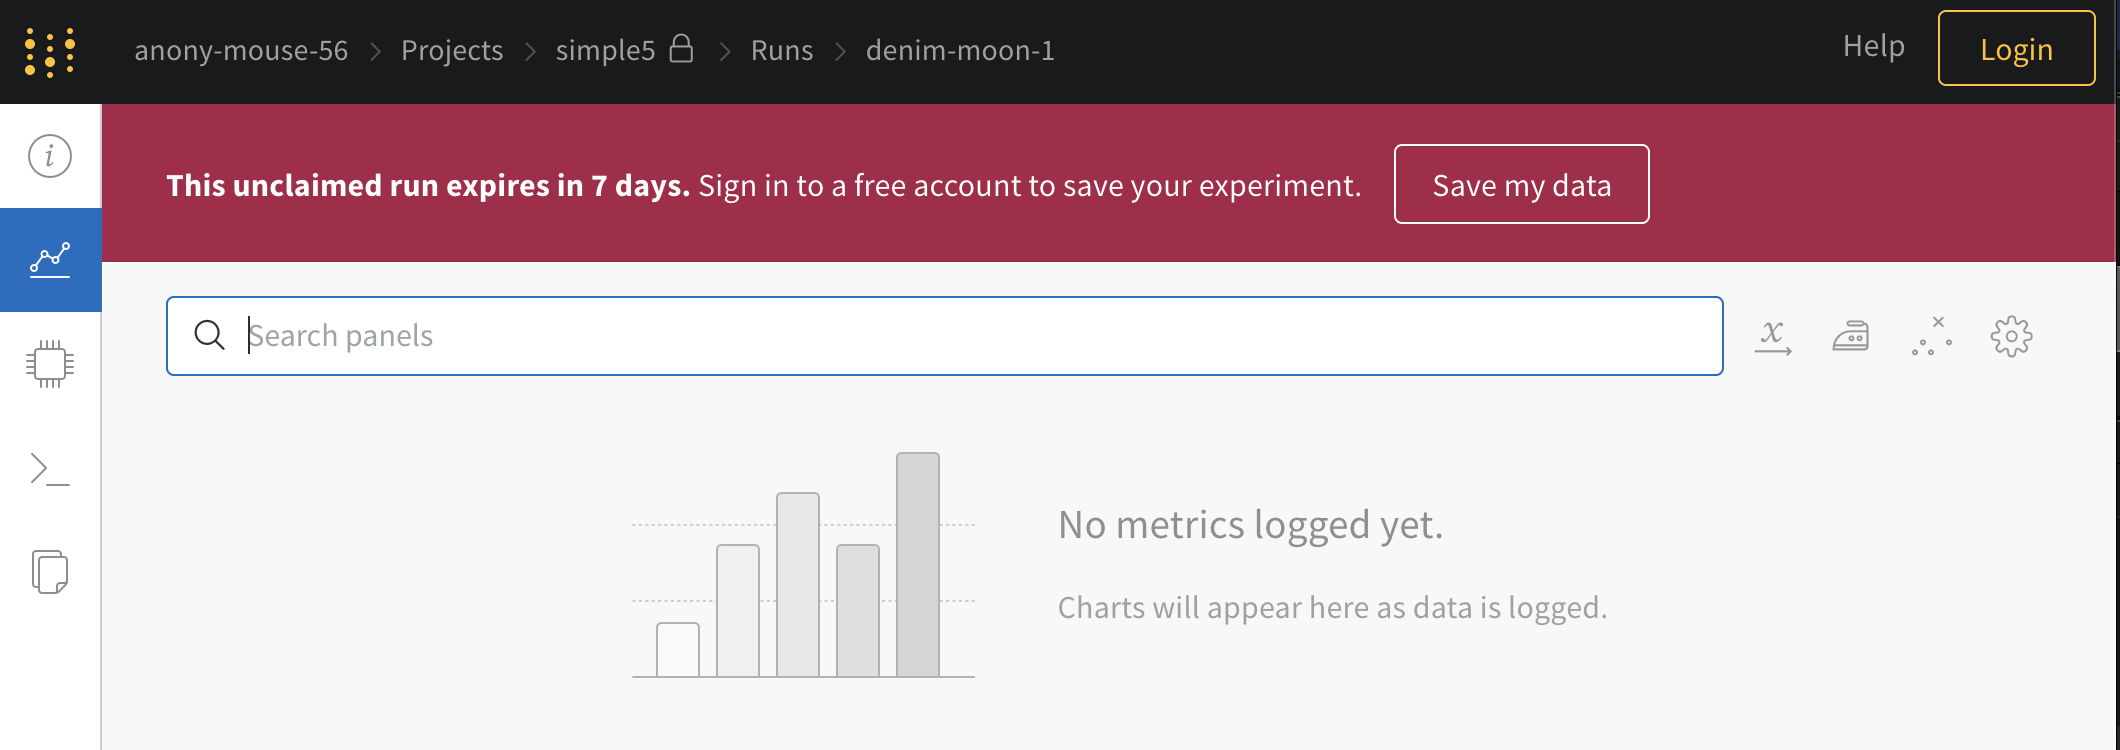 anony-mouse-56 > Projects > simple5 > Runs > denim-moon-1
Help
Login
This unclaimed run expires in 7 days. Sign in to a free account to save your experiment.
Save my data
Search panels
No metrics logged yet.
Charts will appear here as data is logged.